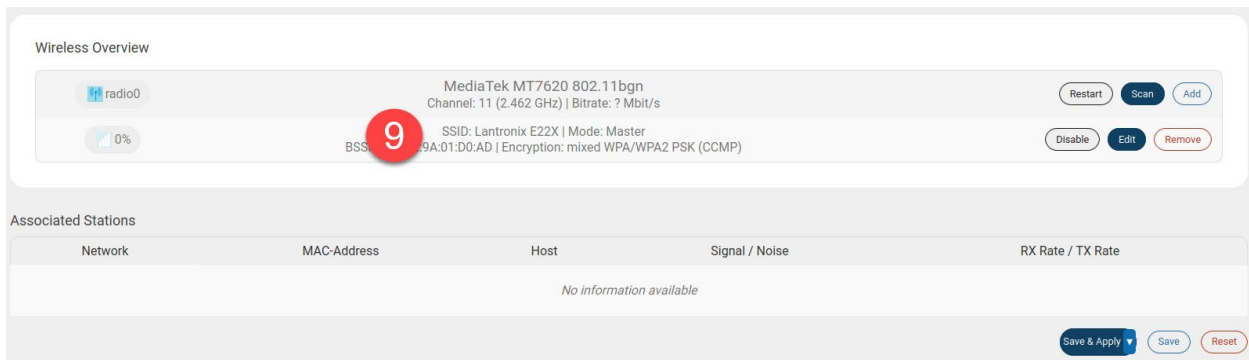 Wireless Overview
radio0
MediaTek MT7620 802.11bgn
Channel: 11 (2.462 GHz) | Bitrate: ? Mbit/s
Restart Scan Add
0%
SSID: Lantronix E22X | Mode: Master
9
9A:01:D0:AD | Encryption: mixed WPA/WPA2 PSK (CCMP)
Disable Edit Remove
Associated Stations
Network MAC-Address Host Signal / Noise RX Rate / TX Rate
No information available
Save & Apply Save Reset